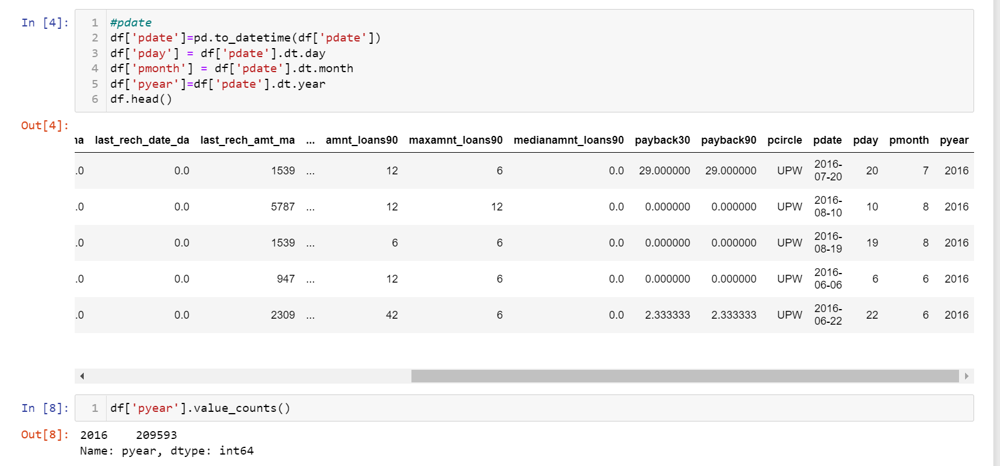 In [4]:
1 #pdate
2 df['pdate']=pd.to_datetime(df['pdate'])
3 df['pday'] = df['pdate'].dt.day
4 df['pmonth'] = df['pdate'].dt.month
5 df['pyear']=df['pdate'].dt.year
6 df.head()
Out[4]:
na last_rech_date_da last_rech_amt_ma ... amnt_loans90 maxamnt_loans90 medianamnt_loans90 payback30 payback90 pcircle pdate pday pmonth pyear
.0 0.0 1539 ... 12 6 0.0 29.000000 29.000000 UPW 2016-07-20 20 7 2016
.0 0.0 5787 ... 12 12 0.0 0.000000 0.000000 UPW 2016-08-10 10 8 2016
.0 0.0 1539 ... 6 6 0.0 0.000000 0.000000 UPW 2016-08-19 19 8 2016
.0 0.0 947 ... 12 6 0.0 0.000000 0.000000 UPW 2016-06-06 6 6 2016
.0 0.0 2309 ... 42 6 0.0 2.333333 2.333333 UPW 2016-06-22 22 6 2016
In [8]:
1 df['pyear'].value_counts()
Out[8]:
2016 209593
Name: pyear, dtype: int64